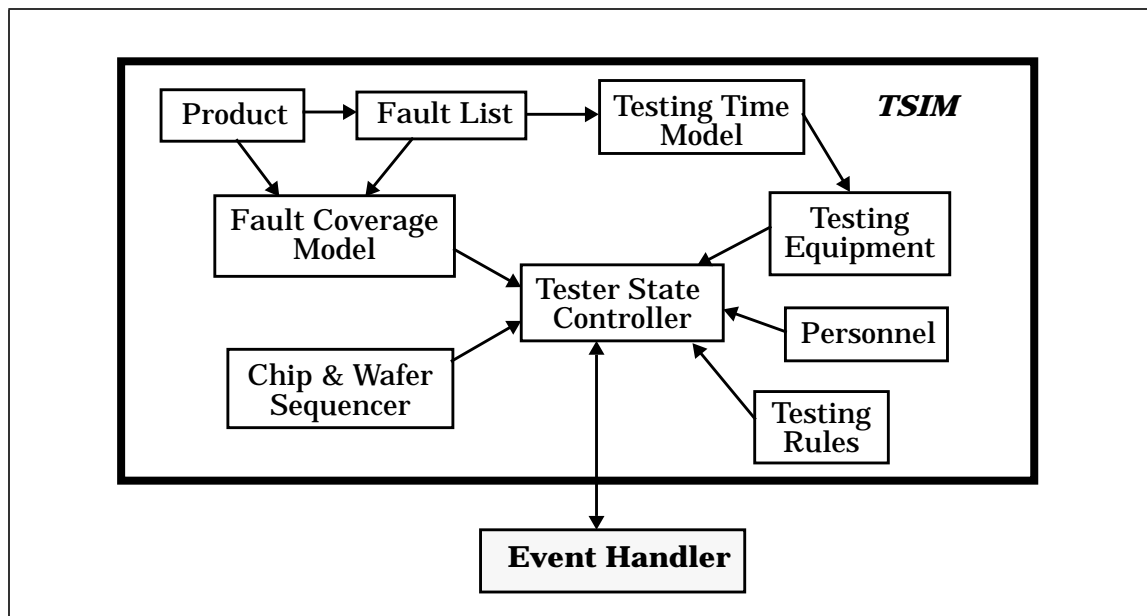 Product
Fault List
Testing Time
Model
TSIM
Fault Coverage
Model
Testing
Equipment
Tester State
Controller
Personnel
Chip & Wafer
Sequencer
Testing
Rules
Event Handler